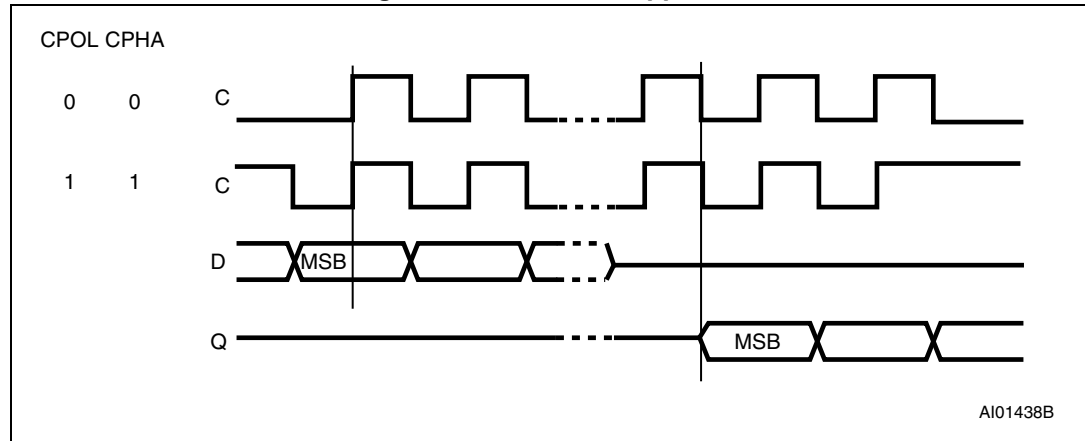 CPOL CPHA
0 0 C
1 1 C
D MSB
Q MSB
AI01438B